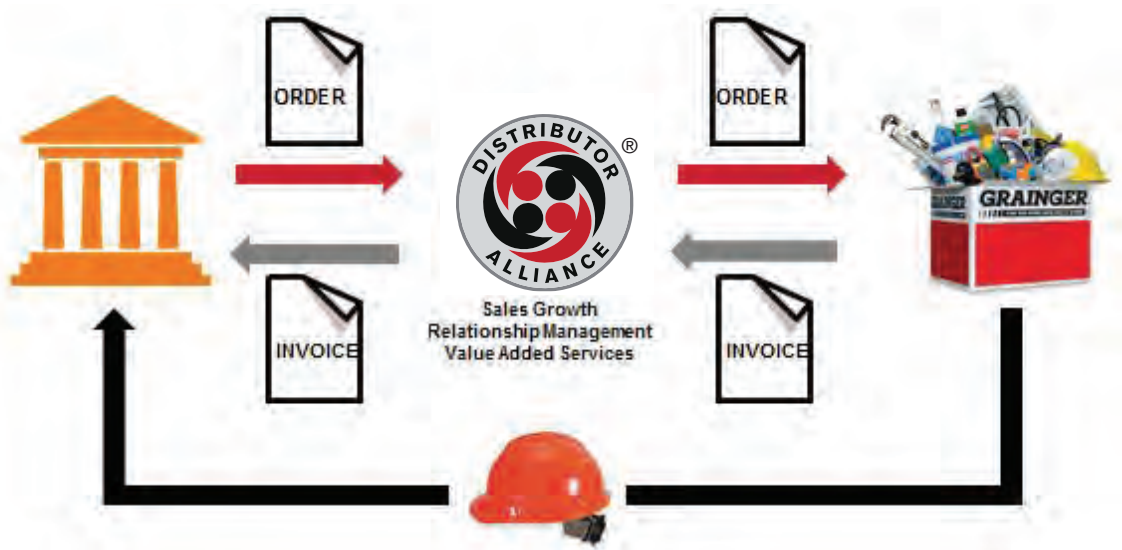 ORDER
ORDER
DISTRIBUTOR
®
ALLIANCE
GRAINGER
GRAINGER
Sales Growth
Relationship Management
Value Added Services
INVOICE
INVOICE